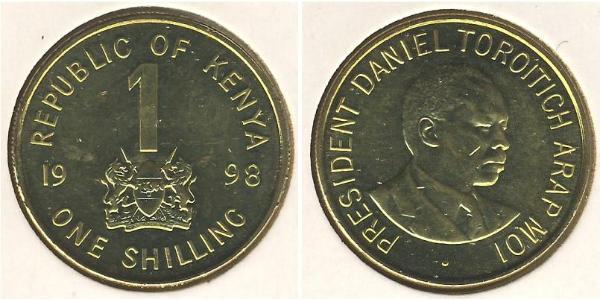 REPUBLIC OF KENYA
1
19 98
ONE SHILLING
PRESIDENT DANIEL TOROITICH ARAP MOI